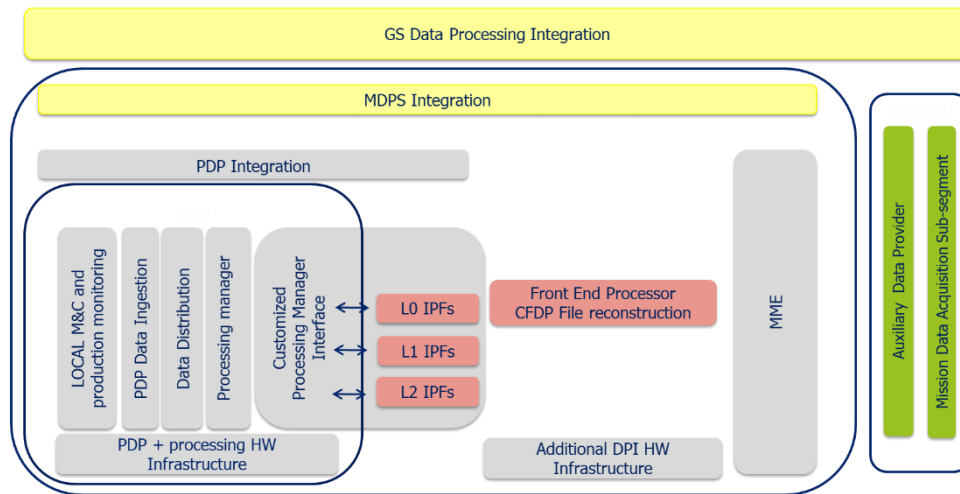 GS Data Processing Integration
MDPS Integration
PDP Integration
LOCAL M&C and
production monitoring
PDP Data Ingestion
Data Distribution
Processing manager
Customized
Processing Manager
Interface
L0 IPFs
L1 IPFs
L2 IPFs
Front End Processor
CFDP File reconstruction
MME
Auxiliary Data Provider
Mission Data Acquisition Sub-segment
PDP + processing HW
Infrastructure
Additional DPI HW
Infrastructure